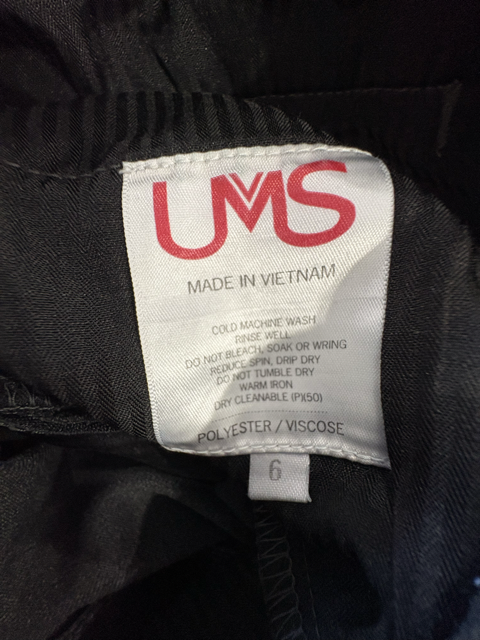 UMS
MADE IN VIETNAM
COLD MACHINE WASH
RINSE WELL
DO NOT BLEACH, SOAK OR WRING
REDUCE SPIN, DRIP DRY
DO NOT TUMBLE DRY
WARM IRON
DRY CLEANABLE (P)(50)
POLYESTER / VISCOSE
6